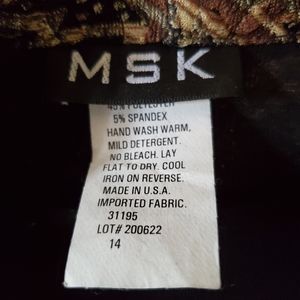 MSK
45% POLYESTER
5% SPANDEX
HAND WASH WARM,
MILD DETERGENT.
NO BLEACH. LAY
FLAT TO DRY. COOL
IRON ON REVERSE.
MADE IN U.S.A.
IMPORTED FABRIC.
31195
LOT# 200622
14